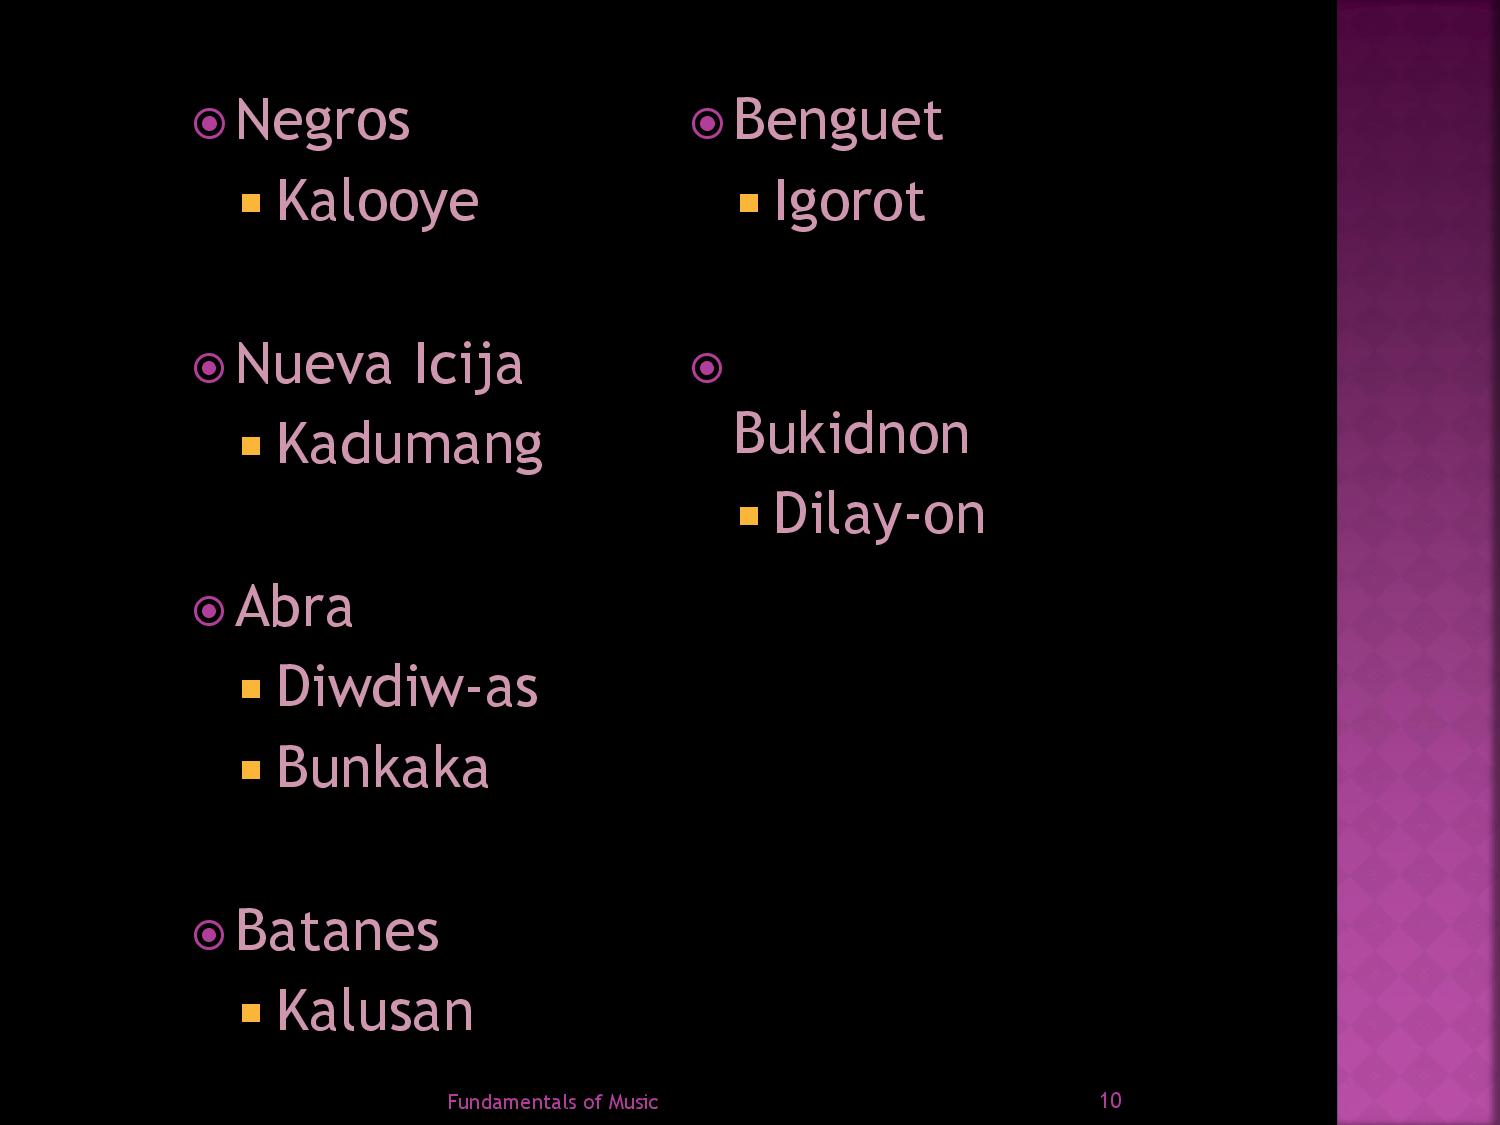 Negros
Kalooye
Nueva Icija
Kadumang
Abra
Diwdiw-as
Bunkaka
Batanes
Kalusan
Benguet
Igorot
Bukidnon
Dilay-on
Fundamentals of Music
10